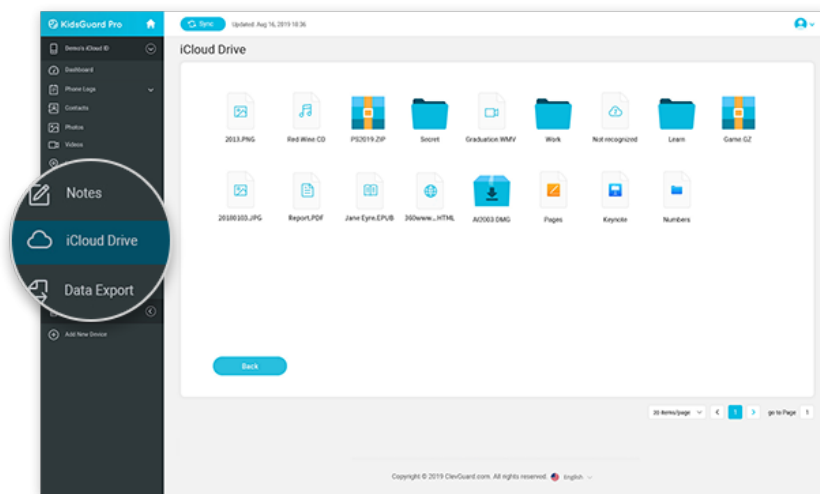 KidsGuard Pro
Sync
Updated: Aug 16, 2019 18:36
Demo's iCloud ID
iCloud Drive
Dashboard
Phone Logs
Contacts
Photos
Videos
Notes
iCloud Drive
Data Export
Add New Device
2013.PNG
Red Wine CD
PS2019.ZIP
Secret
Graduation.WMV
Work
Not recognized
Learn
Game.GZ
20180103.JPG
Report.PDF
Jane Eyre.EPUB
360www...HTML
AI2003 DMG
Pages
Keynote
Numbers
Back
20 items/page
1
go to Page
1
Copyright © 2019 ClevGuard.com. All rights reserved.
English